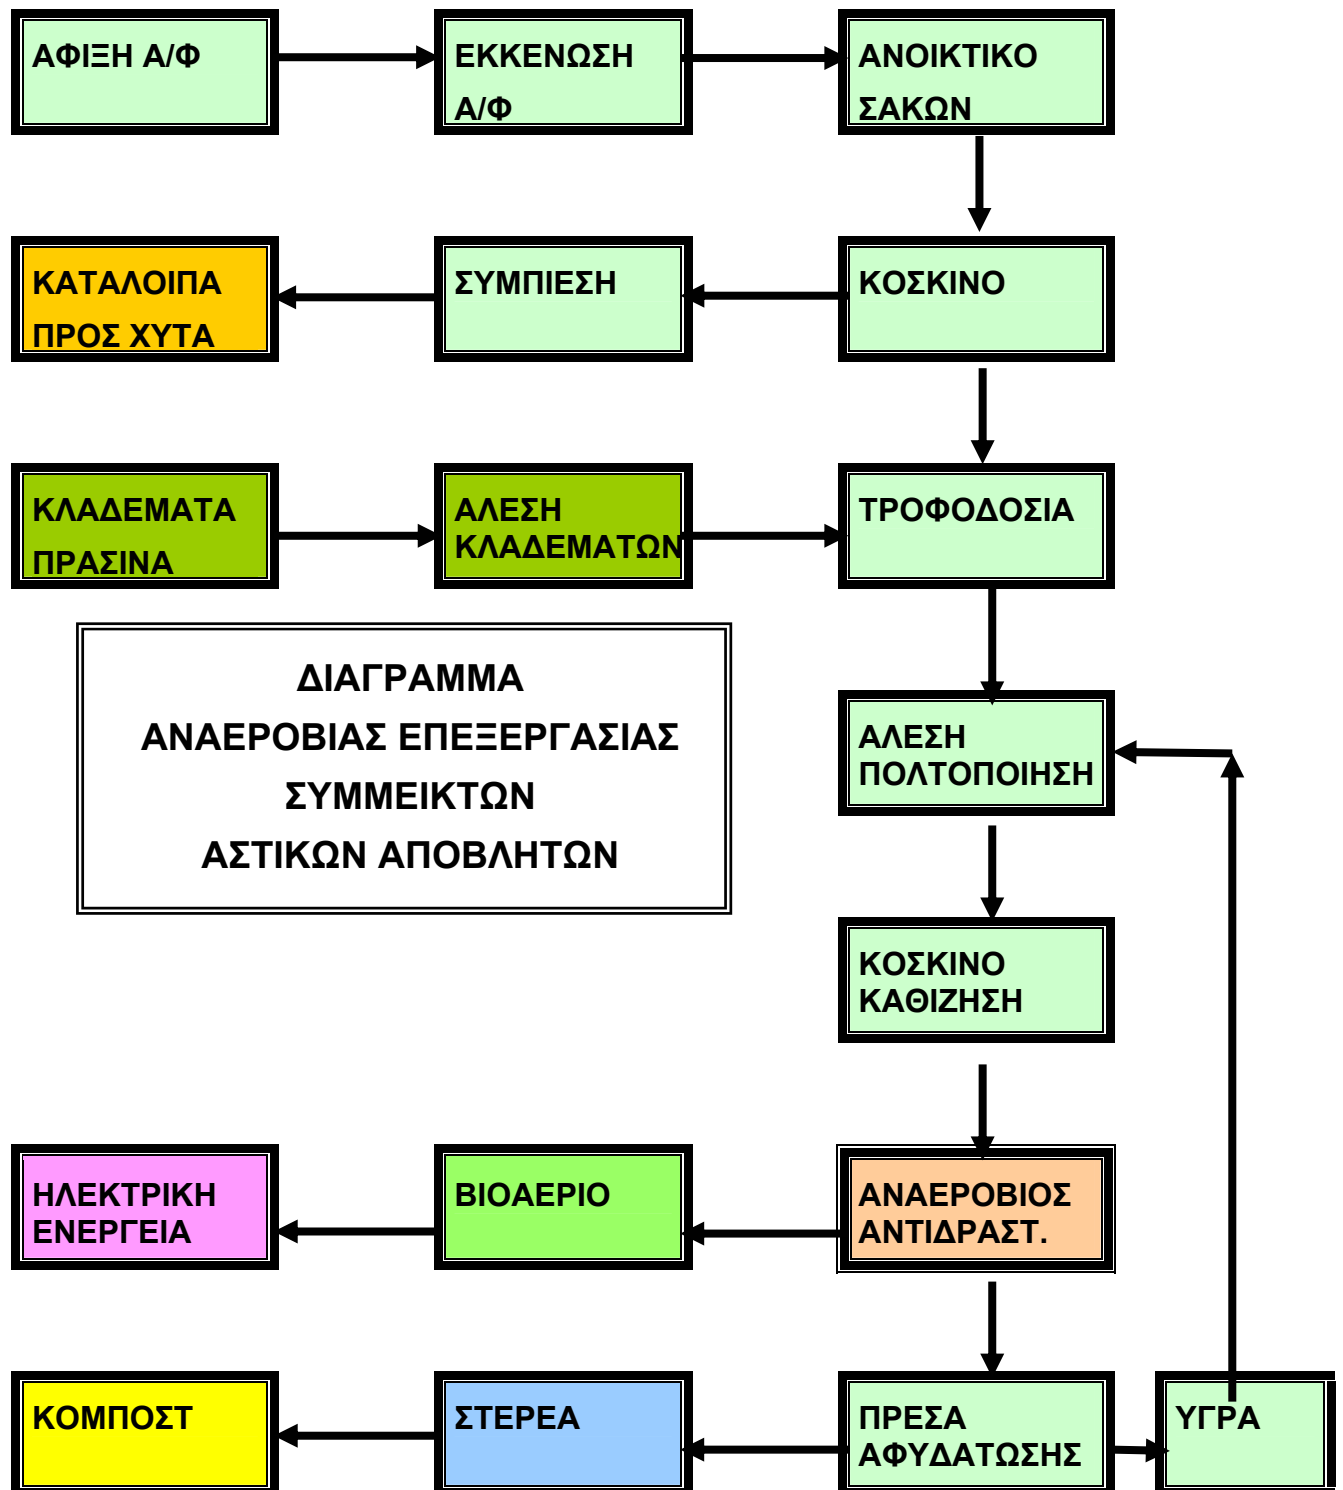 ΑΦΙΞΗ Α/Φ
ΕΚΚΕΝΩΣΗ
Α/Φ
ΑΝΟΙΚΤΙΚΟ
ΣΑΚΩΝ
ΚΑΤΑΛΟΙΠΑ
ΠΡΟΣ ΧΥΤΑ
ΣΥΜΠΙΕΣΗ
ΚΟΣΚΙΝΟ
ΚΛΑΔΕΜΑΤΑ
ΠΡΑΣΙΝΑ
ΑΛΕΣΗ
ΚΛΑΔΕΜΑΤΩΝ
ΤΡΟΦΟΔΟΣΙΑ
ΔΙΑΓΡΑΜΜΑ
ΑΝΑΕΡΟΒΙΑΣ ΕΠΕΞΕΡΓΑΣΙΑΣ
ΣΥΜΜΕΙΚΤΩΝ
ΑΣΤΙΚΩΝ ΑΠΟΒΛΗΤΩΝ
ΑΛΕΣΗ
ΠΟΛΤΟΠΟΙΗΣΗ
ΚΟΣΚΙΝΟ
ΚΑΘΙΖΗΣΗ
ΗΛΕΚΤΡΙΚΗ
ΕΝΕΡΓΕΙΑ
ΒΙΟΑΕΡΙΟ
ΑΝΑΕΡΟΒΙΟΣ
ΑΝΤΙΔΡΑΣΤ.
ΚΟΜΠΟΣΤ
ΣΤΕΡΕΑ
ΠΡΕΣΑ
ΑΦΥΔΑΤΩΣΗΣ
ΥΓΡΑ